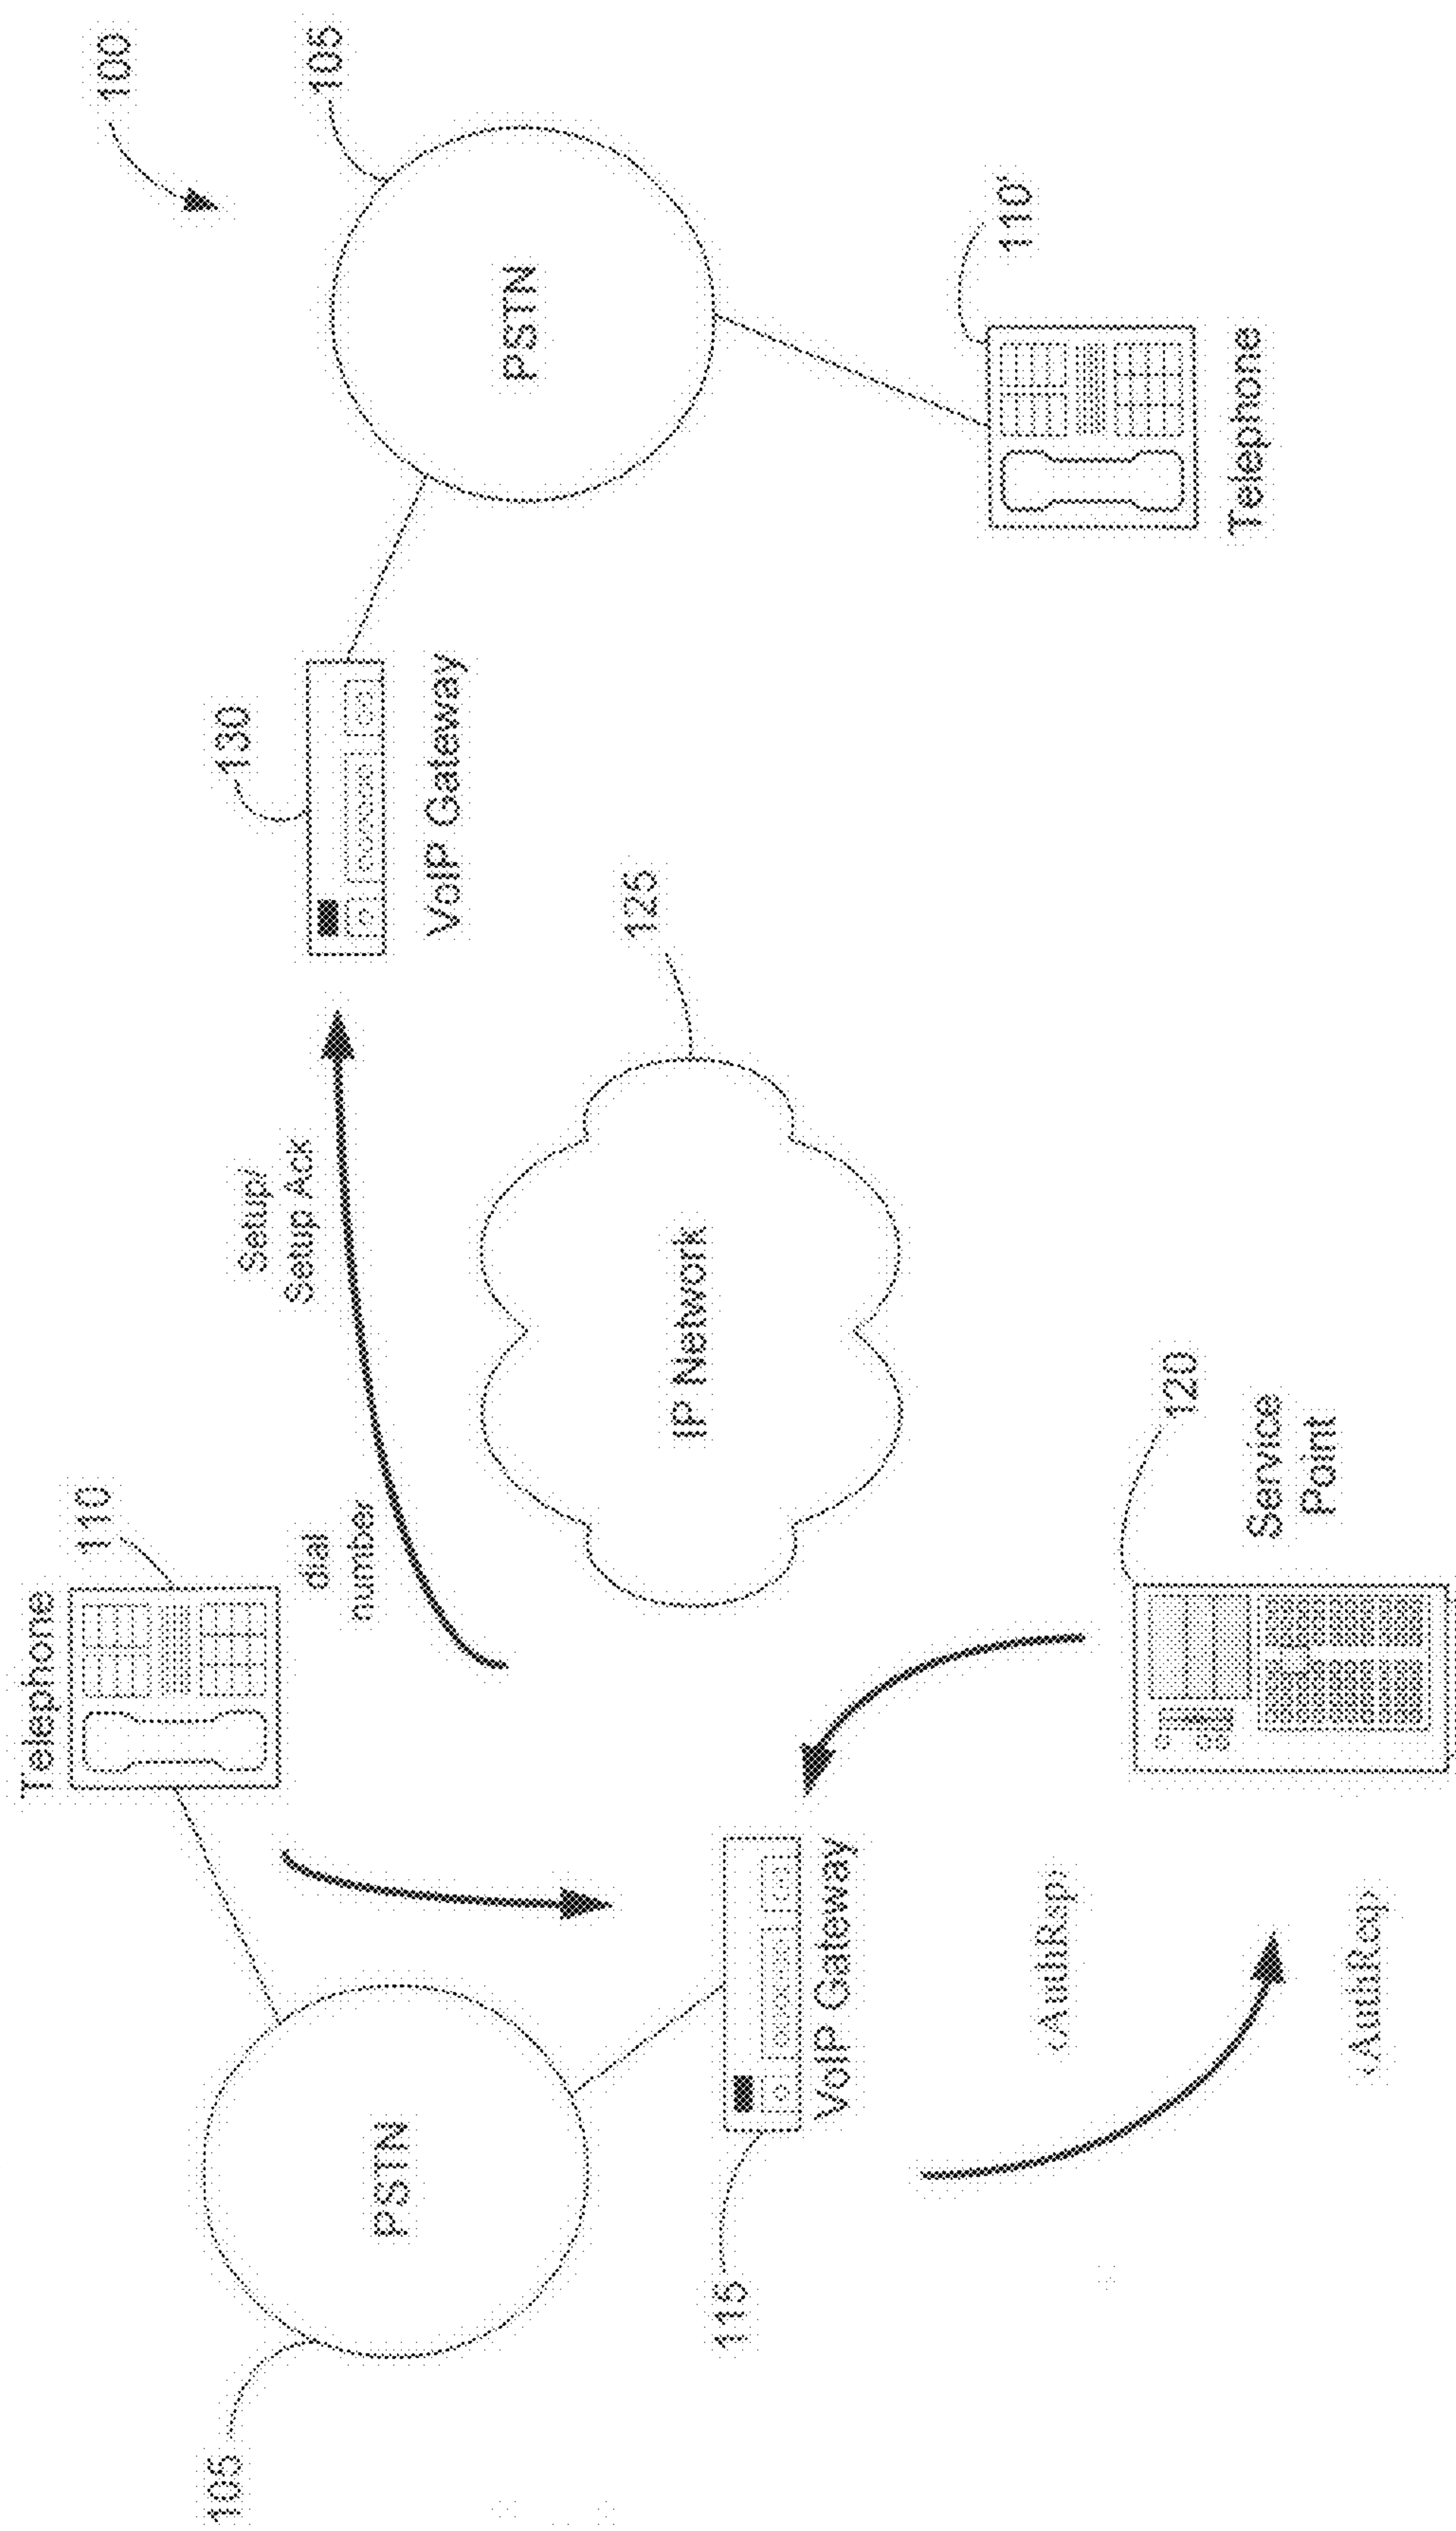 100
105
PSTN
110'
Telephone
130
VoIP Gateway
125
IP Network
Setup/
Setup Ack
dial
number
110
Telephone
120
Service
Point
PSTN
105
115
VoIP Gateway
‹AuthRsp›
‹AuthReq›